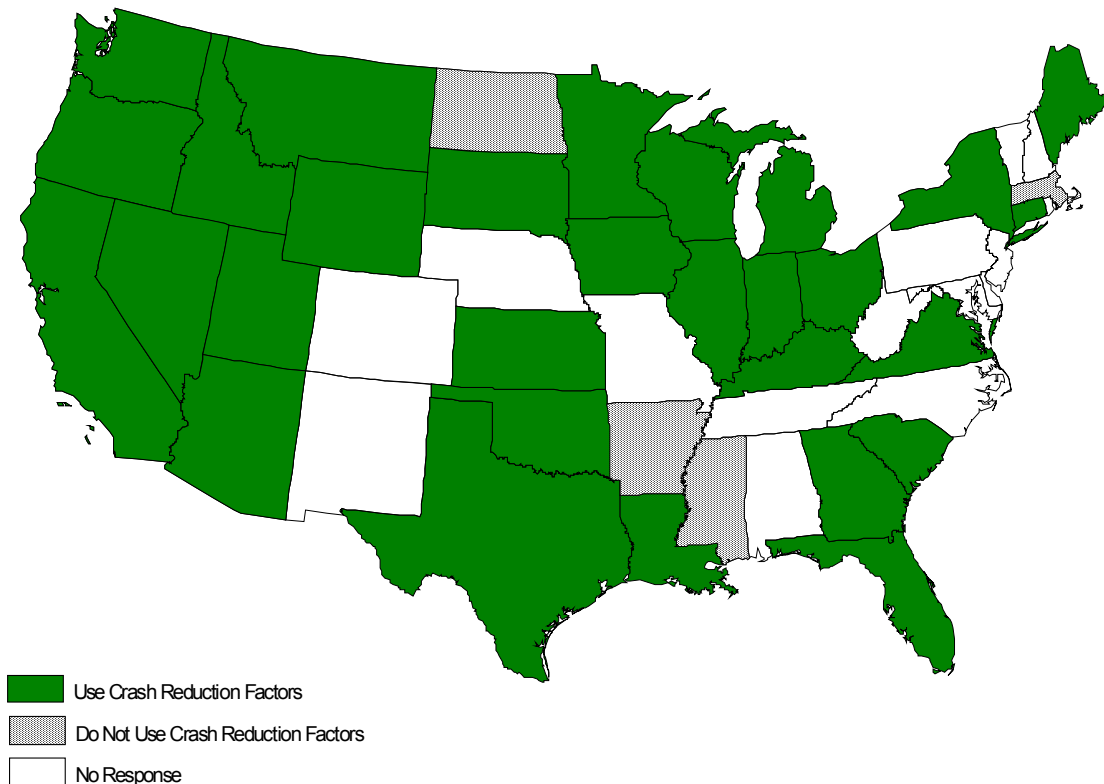 Use Crash Reduction Factors
Do Not Use Crash Reduction Factors
No Response